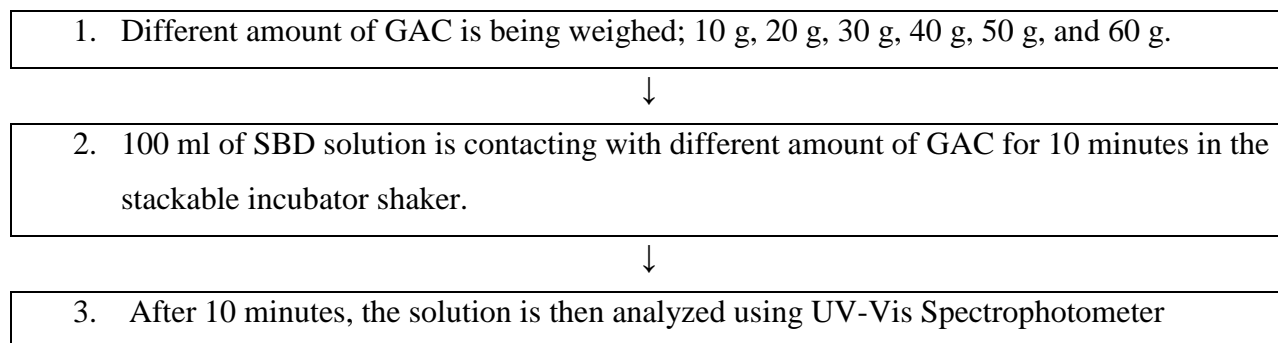 1. Different amount of GAC is being weighed; 10 g, 20 g, 30 g, 40 g, 50 g, and 60 g.
↓
2. 100 ml of SBD solution is contacting with different amount of GAC for 10 minutes in the
stackable incubator shaker.
↓
3. After 10 minutes, the solution is then analyzed using UV-Vis Spectrophotometer